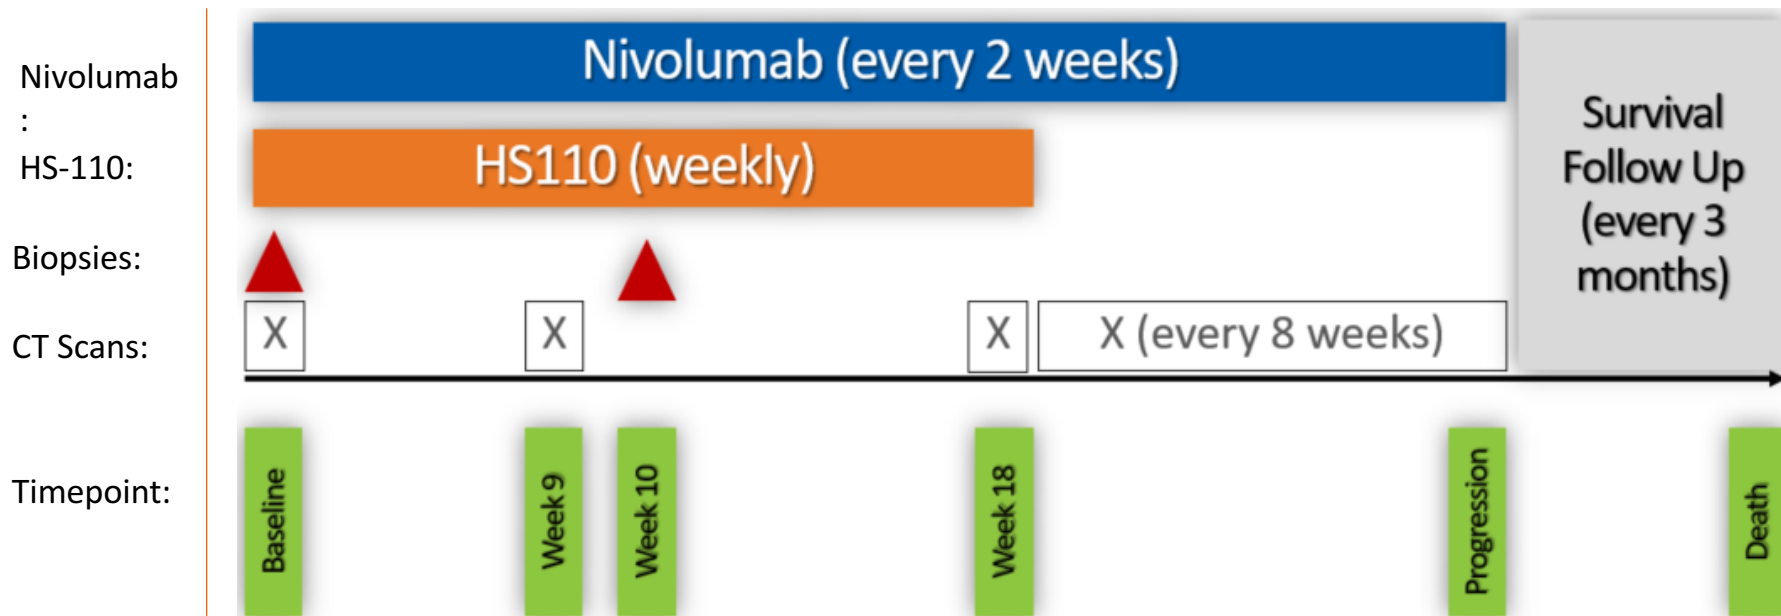 Nivolumab
:
Nivolumab (every 2 weeks)
HS-110:
HS110 (weekly)
Survival
Follow Up
(every 3
months)
Biopsies:
CT Scans:
X
X
X
X (every 8 weeks)
Timepoint:
Baseline
Week 9
Week 10
Week 18
Progression
Death